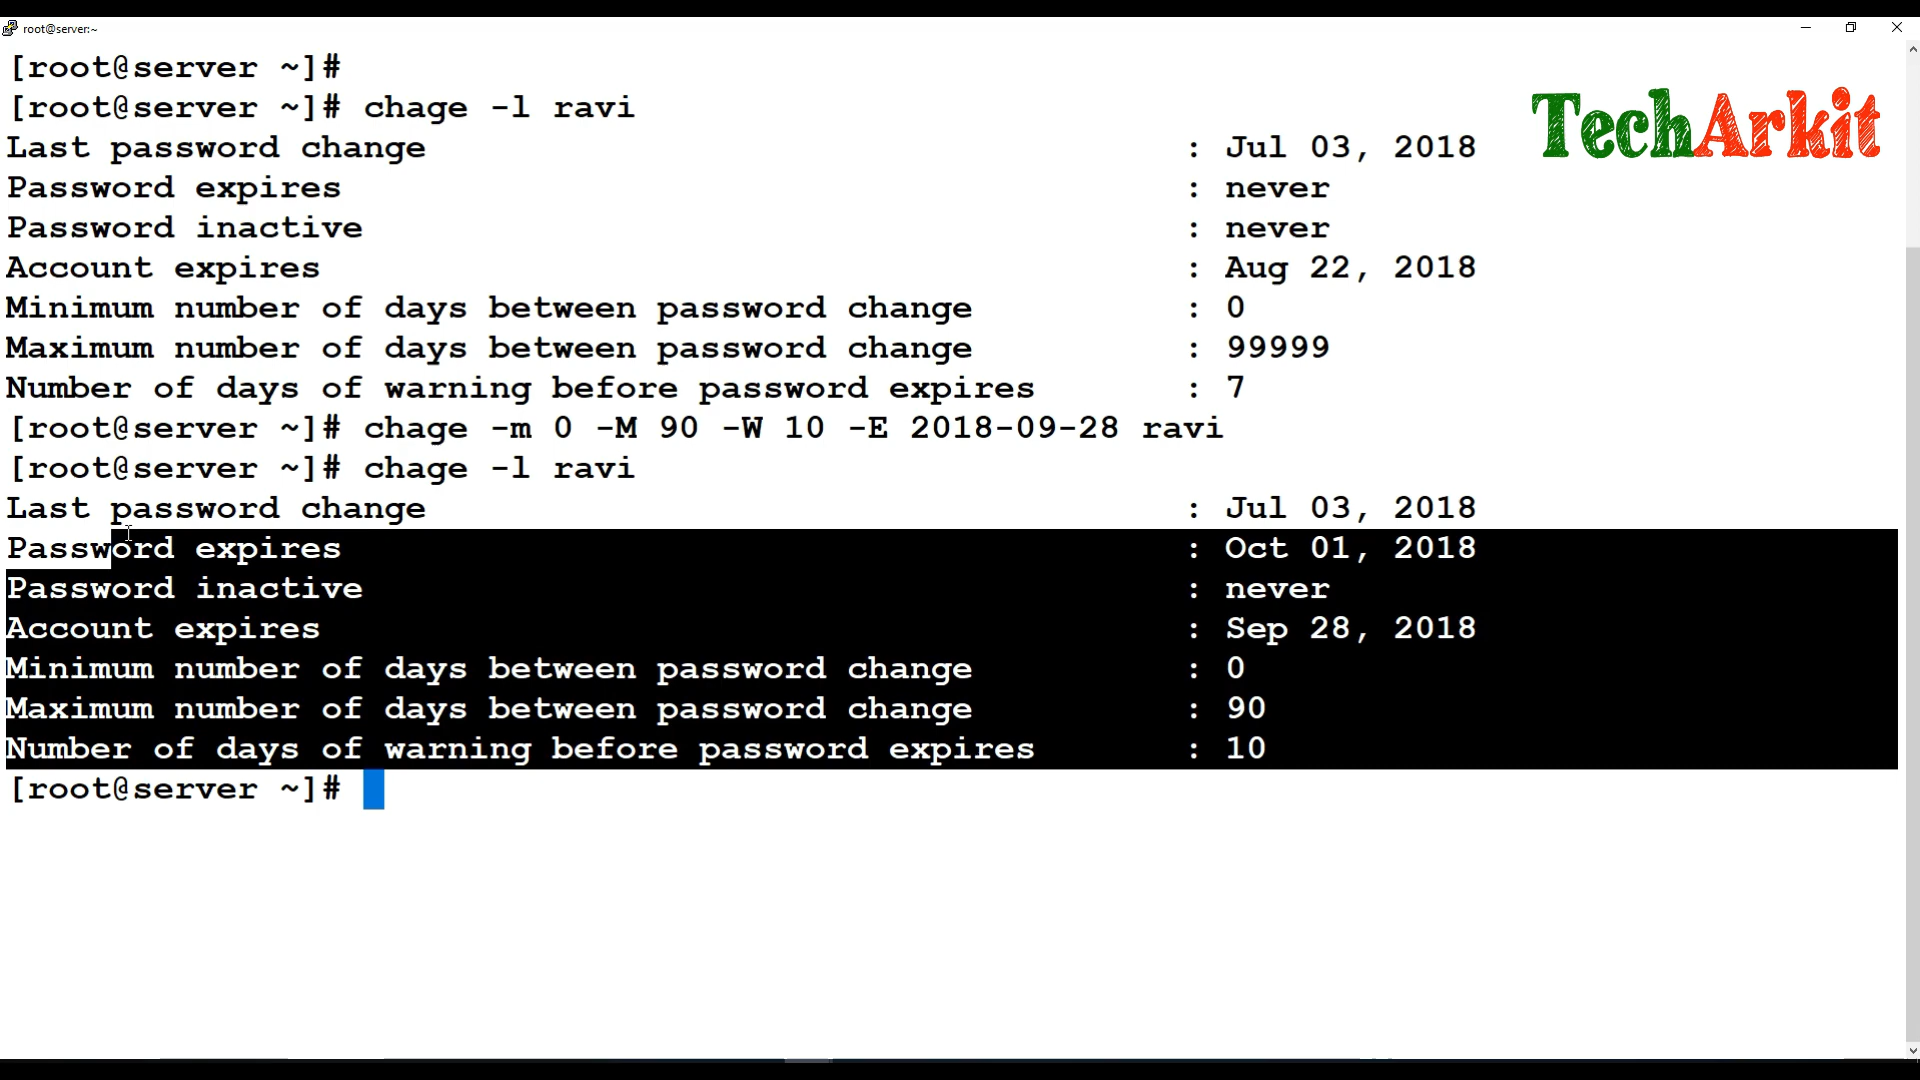 root@server:~
[root@server ~]#
[root@server ~]# chage -l ravi
Last password change : Jul 03, 2018
Password expires : never
Password inactive : never
Account expires : Aug 22, 2018
Minimum number of days between password change : 0
Maximum number of days between password change : 99999
Number of days of warning before password expires : 7
[root@server ~]# chage -m 0 -M 90 -W 10 -E 2018-09-28 ravi
[root@server ~]# chage -l ravi
Last password change : Jul 03, 2018
Password expires : Oct 01, 2018
Password inactive : never
Account expires : Sep 28, 2018
Minimum number of days between password change : 0
Maximum number of days between password change : 90
Number of days of warning before password expires : 10
[root@server ~]#
TechArkit